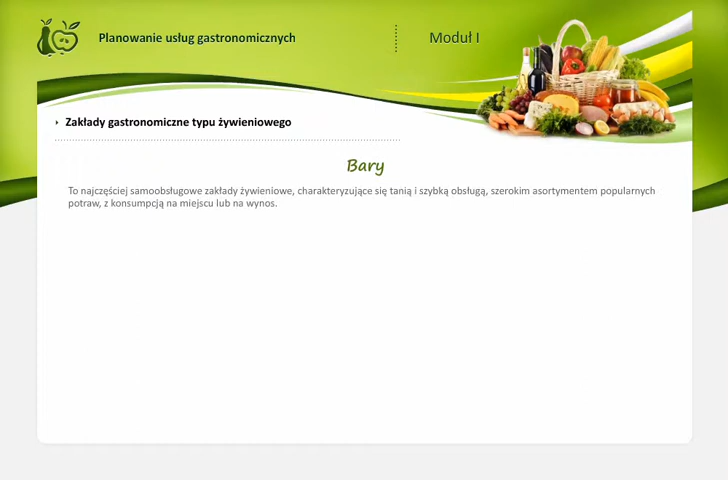 Planowanie usług gastronomicznych
Moduł I
Zakłady gastronomiczne typu żywieniowego
Bary
To najczęściej samoobsługowe zakłady żywieniowe, charakteryzujące się tanią i szybką obsługą, szerokim asortymentem popularnych
potraw, z konsumpcją na miejscu lub na wynos.